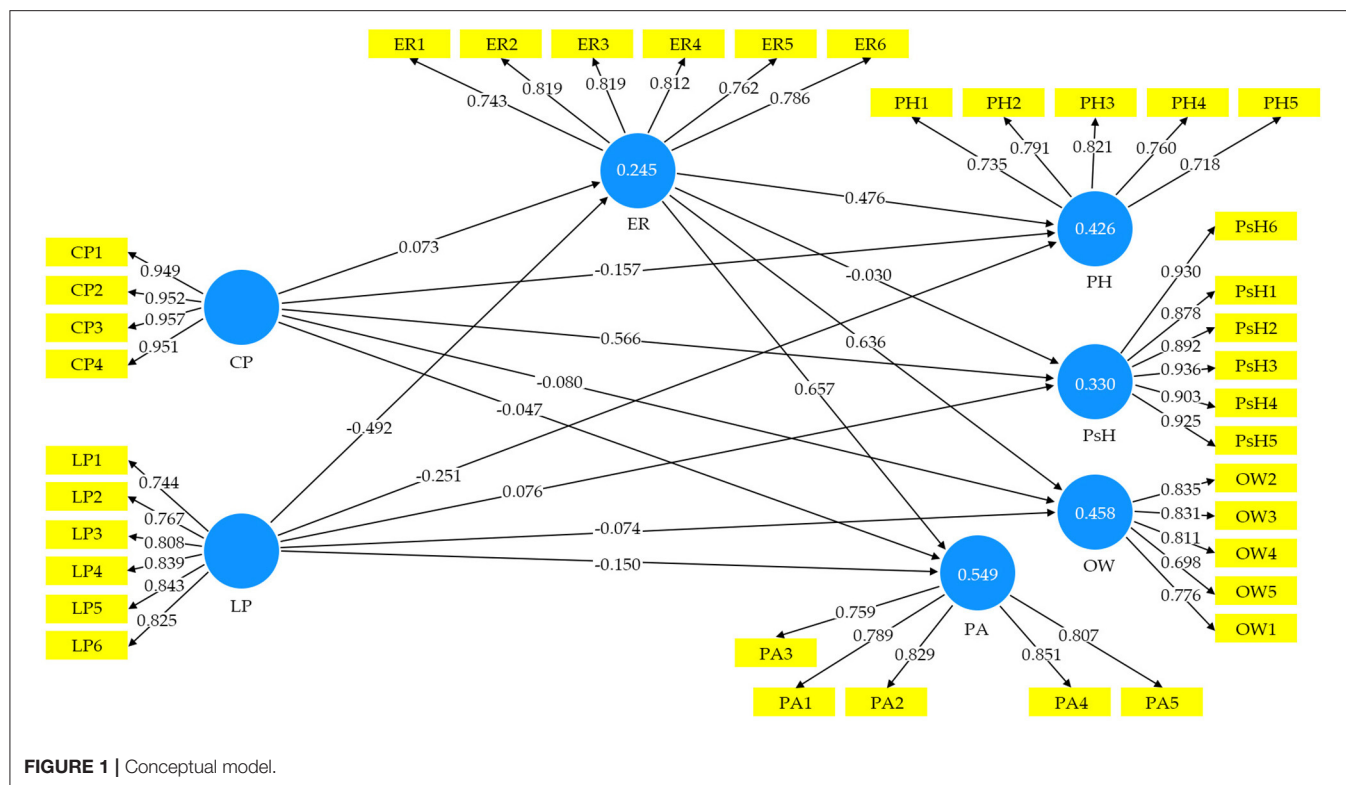 ER1
ER2
ER3
ER4
ER5
ER6
0.743
0.819
0.819
0.812
0.762
0.786
0.245
ER
PH1
PH2
PH3
PH4
PH5
0.735
0.791
0.821
0.760
0.718
0.426
PH
CP1
CP2
CP3
CP4
0.949
0.952
0.957
0.951
CP
0.073
0.476
-0.157
-0.030
0.566
0.636
-0.080
0.657
-0.047
-0.492
-0.251
0.076
-0.074
-0.150
PsH6
PsH1
PsH2
PsH3
PsH4
PsH5
0.930
0.878
0.892
0.936
0.903
0.925
0.330
PsH
LP1
LP2
LP3
LP4
LP5
LP6
0.744
0.767
0.808
0.839
0.843
0.825
LP
OW2
OW3
OW4
OW5
OW1
0.835
0.831
0.811
0.698
0.776
0.458
OW
0.549
PA
0.759
0.789
0.829
0.851
0.807
PA3
PA1
PA2
PA4
PA5
FIGURE 1 | Conceptual model.